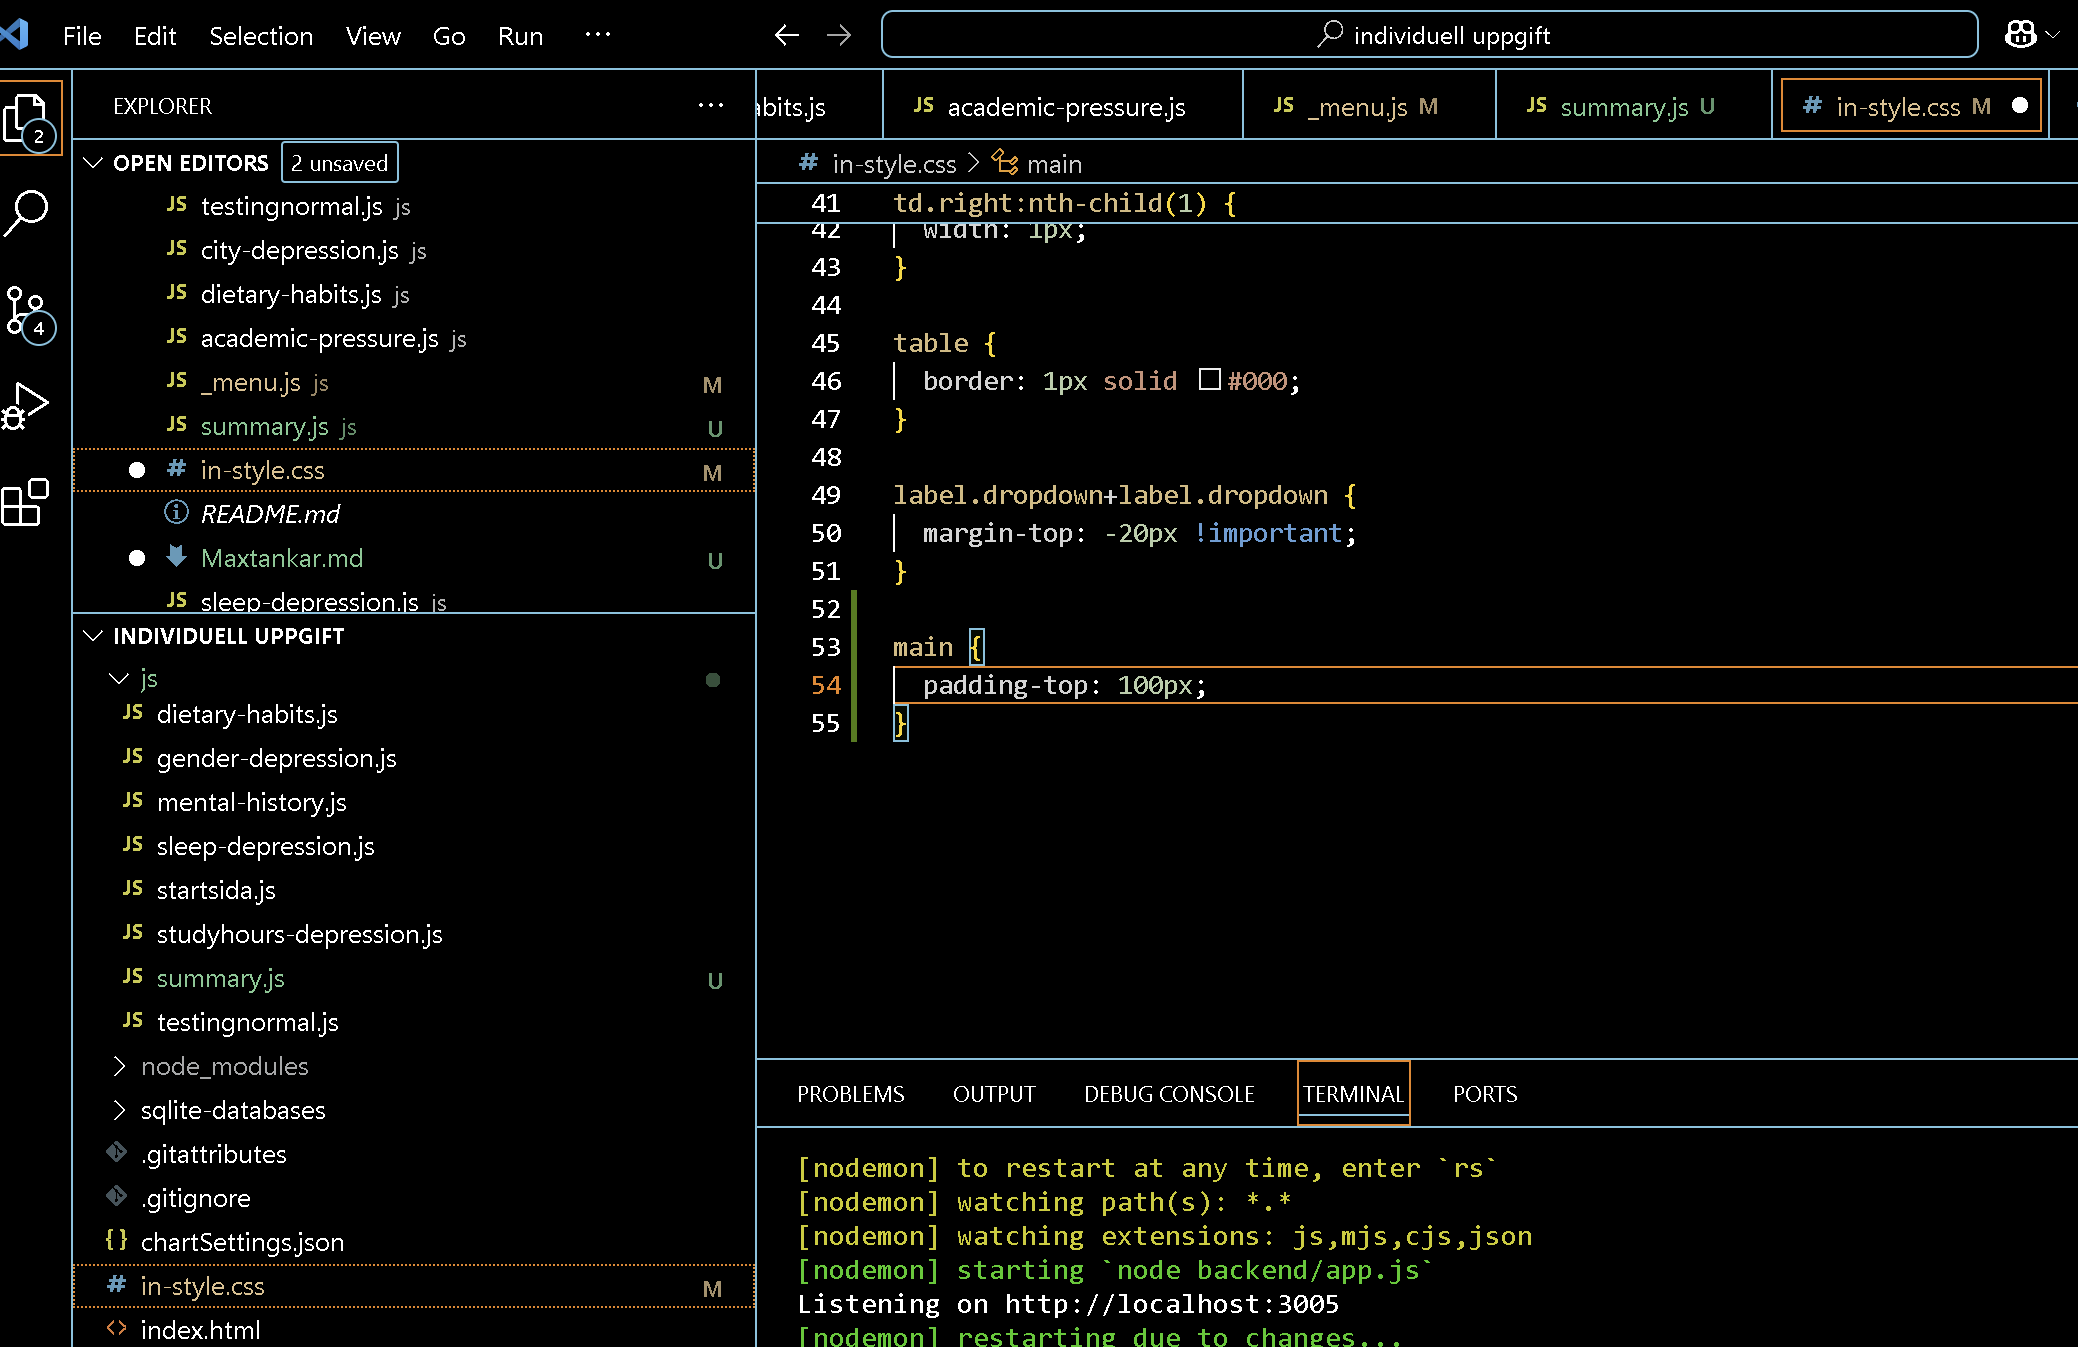 File Edit Selection View Go Run ···
individuell uppgift
2
4
EXPLORER ···
OPEN EDITORS 2 unsaved
JS testingnormal.js js
JS city-depression.js js
JS dietary-habits.js js
JS academic-pressure.js js
JS _menu.js js M
JS summary.js js U
# in-style.css M
README.md
Maxtankar.md U
JS sleep-depression.js js
INDIVIDUELL UPPGIFT
js
JS dietary-habits.js
JS gender-depression.js
JS mental-history.js
JS sleep-depression.js
JS startsida.js
JS studyhours-depression.js
JS summary.js U
JS testingnormal.js
node_modules
sqlite-databases
.gitattributes
.gitignore
{} chartSettings.json
# in-style.css M
<> index.html
abits.js JS academic-pressure.js JS _menu.js M JS summary.js U # in-style.css M
# in-style.css > main
41 td.right:nth-child(1) {
42 width: 1px;
43 }
44
45 table {
46 border: 1px solid #000;
47 }
48
49 label.dropdown+label.dropdown {
50 margin-top: -20px !important;
51 }
52
53 main {
54 padding-top: 100px;
55 }
PROBLEMS OUTPUT DEBUG CONSOLE TERMINAL PORTS
[nodemon] to restart at any time, enter `rs`
[nodemon] watching path(s): *.*
[nodemon] watching extensions: js,mjs,cjs,json
[nodemon] starting `node backend/app.js`
Listening on http://localhost:3005
[nodemon] restarting due to changes...